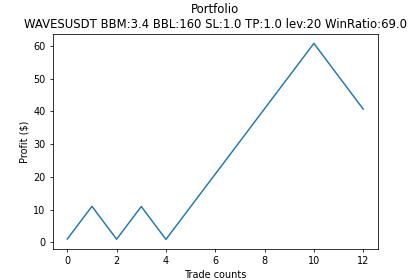 Portfolio
WAVESUSDT BBM:3.4 BBL:160 SL:1.0 TP:1.0 lev:20 WinRatio:69.0
60
50
40
30
20
10
0
Profit ($)
0 2 4 6 8 10 12
Trade counts